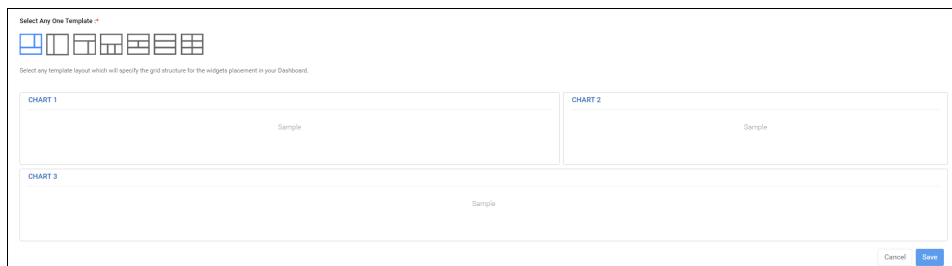 Select Any One Template :*
Select any template layout which will specify the grid structure for the widgets placement in your Dashboard.
CHART 1
CHART 2
Sample
Sample
CHART 3
Sample
Cancel
Save